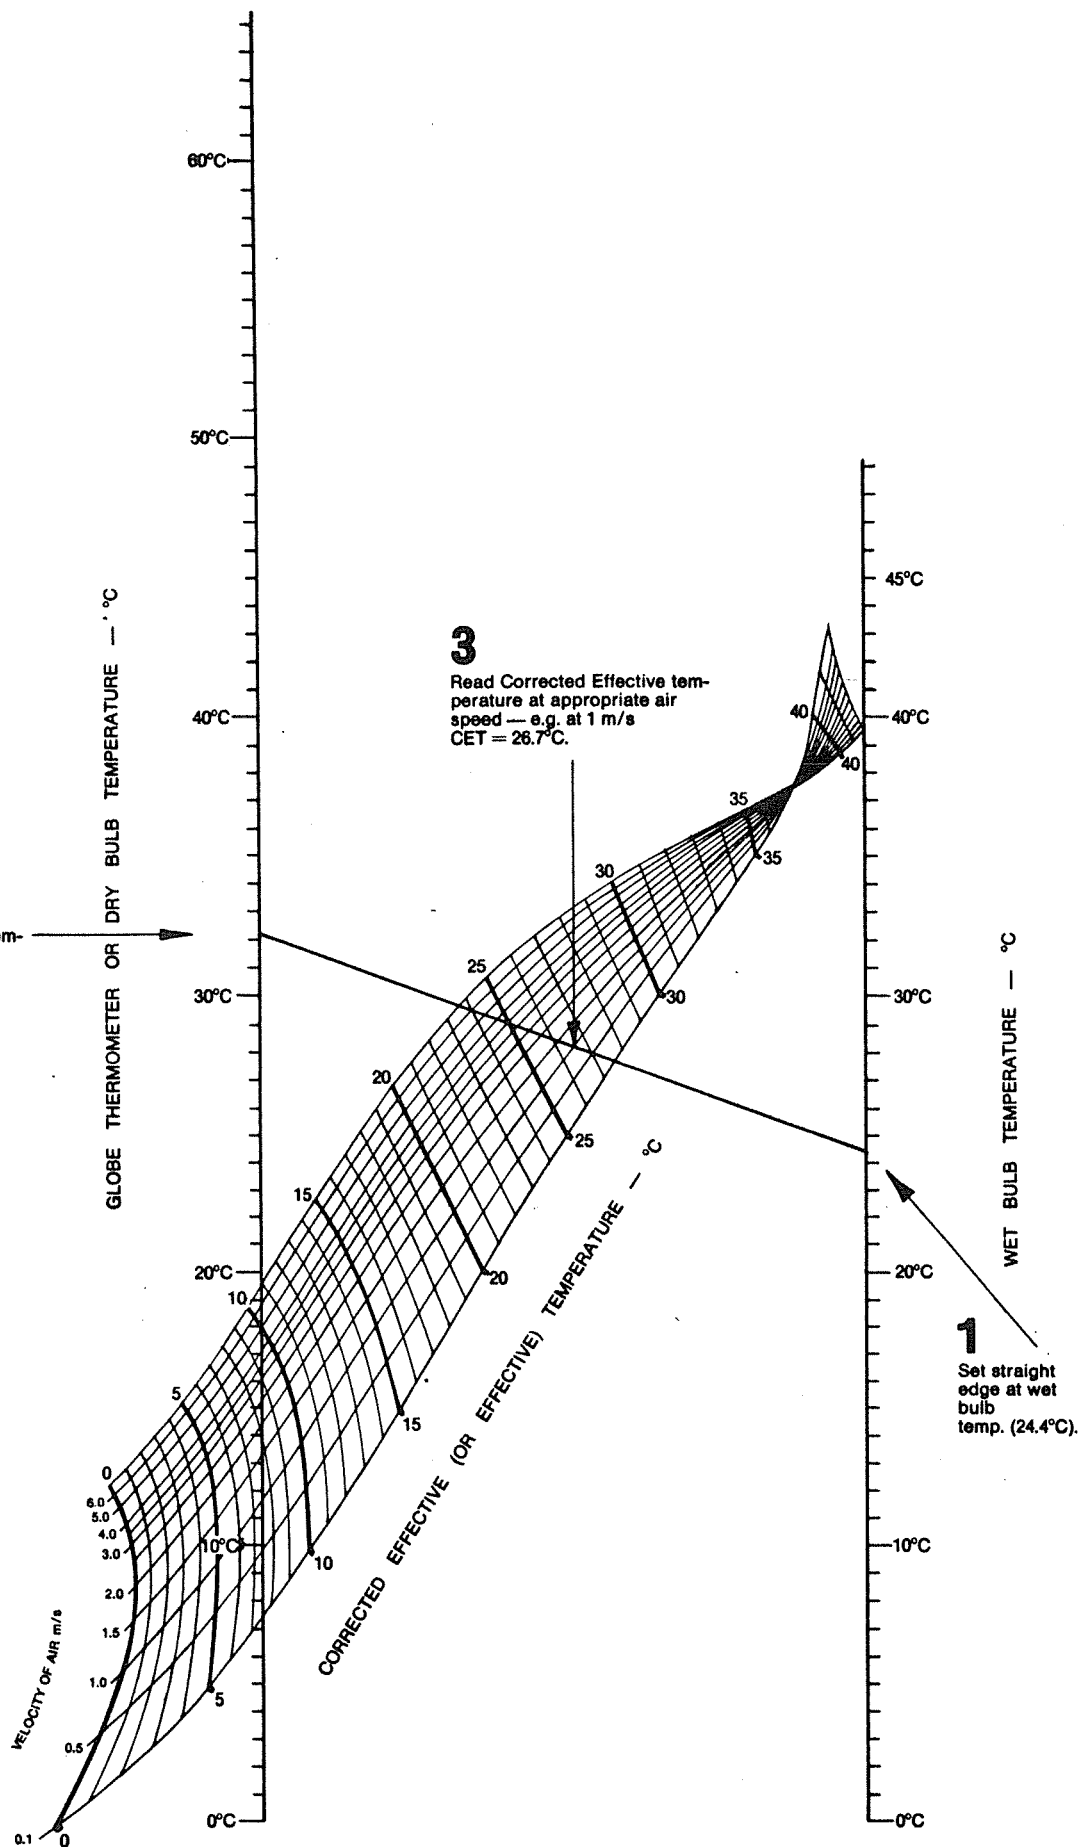 60°C
50°C
45°C
GLOBE THERMOMETER OR DRY BULB TEMPERATURE — °C
3
Read Corrected Effective tem-
perature at appropriate air
speed — e.g. at 1 m/s
CET = 26.7°C.
40°C
40
40°C
40
35
35
30
em-
25
30°C
30
30°C
WET BULB TEMPERATURE — °C
20
25
15
CORRECTED EFFECTIVE (OR EFFECTIVE) TEMPERATURE — °C
20°C
20
20°C
10
1
Set straight
edge at wet
bulb
temp. (24.4°C).
5
15
0
6.0
5.0
4.0
3.0
10°C
10
10°C
2.0
1.5
1.0
VELOCITY OF AIR m/s
5
0.5
0°C
0°C
0.1
0